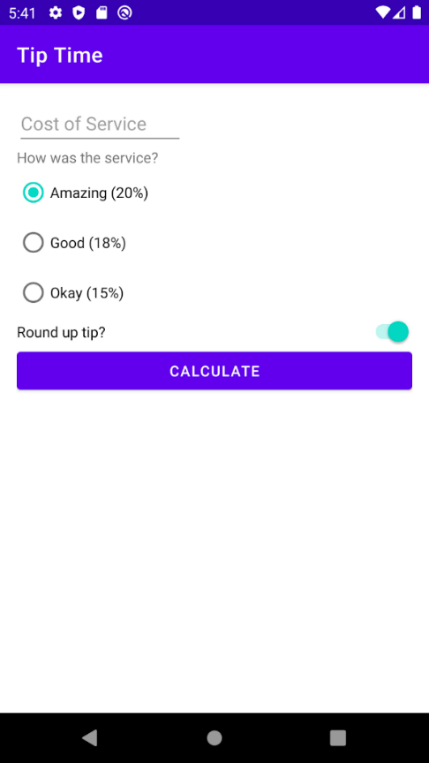 5:41
Tip Time
Cost of Service
How was the service?
Amazing (20%)
Good (18%)
Okay (15%)
Round up tip?
CALCULATE